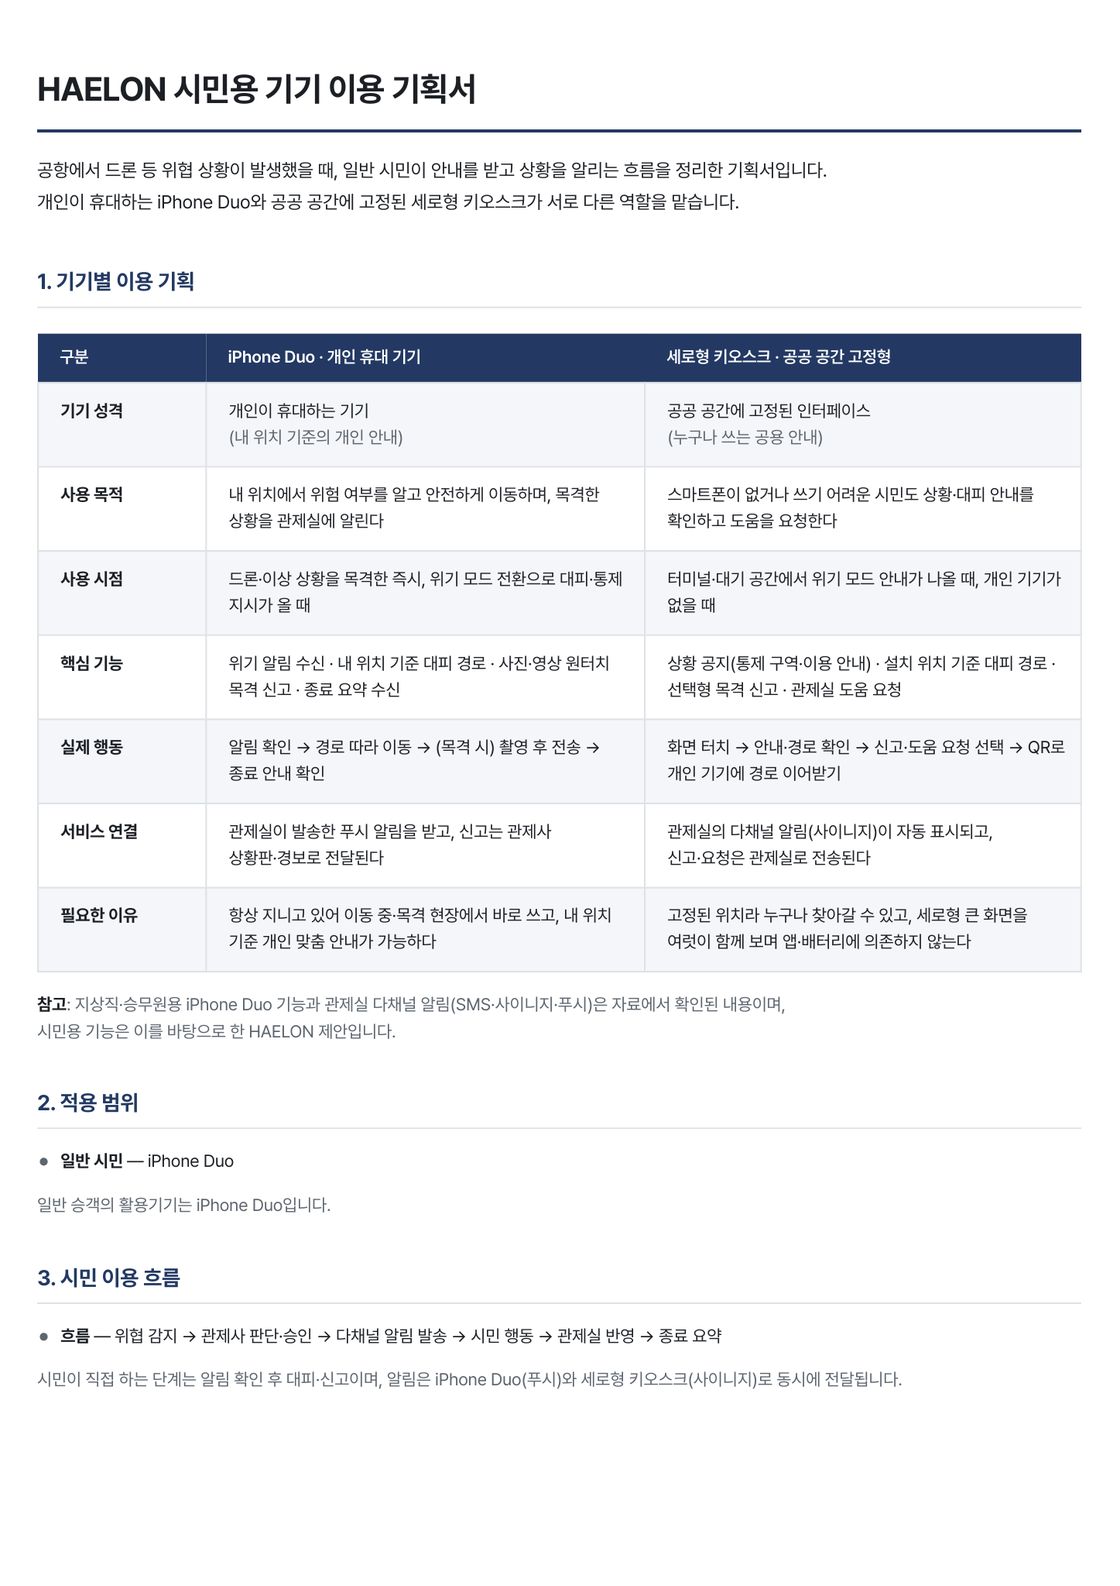 HAELON 시민용 기기 이용 기획서
공항에서 드론 등 위협 상황이 발생했을 때, 일반 시민이 안내를 받고 상황을 알리는 흐름을 정리한 기획서입니다.
개인이 휴대하는 iPhone Duo와 공공 공간에 고정된 세로형 키오스크가 서로 다른 역할을 맡습니다.
1. 기기별 이용 기획
구분
iPhone Duo · 개인 휴대 기기
세로형 키오스크 · 공공 공간 고정형
기기 성격
개인이 휴대하는 기기
(내 위치 기준의 개인 안내)
공공 공간에 고정된 인터페이스
(누구나 쓰는 공용 안내)
사용 목적
내 위치에서 위험 여부를 알고 안전하게 이동하며, 목격한
상황을 관제실에 알린다
스마트폰이 없거나 쓰기 어려운 시민도 상황·대피 안내를
확인하고 도움을 요청한다
사용 시점
드론·이상 상황을 목격한 즉시, 위기 모드 전환으로 대피·통제
지시가 올 때
터미널·대기 공간에서 위기 모드 안내가 나올 때, 개인 기기가
없을 때
핵심 기능
위기 알림 수신 · 내 위치 기준 대피 경로 · 사진·영상 원터치
목격 신고 · 종료 요약 수신
상황 공지(통제 구역·이용 안내) · 설치 위치 기준 대피 경로 ·
선택형 목격 신고 · 관제실 도움 요청
실제 행동
알림 확인 → 경로 따라 이동 → (목격 시) 촬영 후 전송 →
종료 안내 확인
화면 터치 → 안내·경로 확인 → 신고·도움 요청 선택 → QR로
개인 기기에 경로 이어받기
서비스 연결
관제실이 발송한 푸시 알림을 받고, 신고는 관제사
상황판·경보로 전달된다
관제실의 다채널 알림(사이니지)이 자동 표시되고,
신고·요청은 관제실로 전송된다
필요한 이유
항상 지니고 있어 이동 중·목격 현장에서 바로 쓰고, 내 위치
기준 개인 맞춤 안내가 가능하다
고정된 위치라 누구나 찾아갈 수 있고, 세로형 큰 화면을
여럿이 함께 보며 앱·배터리에 의존하지 않는다
참고: 지상직·승무원용 iPhone Duo 기능과 관제실 다채널 알림(SMS·사이니지·푸시)은 자료에서 확인된 내용이며,
시민용 기능은 이를 바탕으로 한 HAELON 제안입니다.
2. 적용 범위
● 일반 시민 — iPhone Duo
일반 승객의 활용기기는 iPhone Duo입니다.
3. 시민 이용 흐름
● 흐름 — 위협 감지 → 관제사 판단·승인 → 다채널 알림 발송 → 시민 행동 → 관제실 반영 → 종료 요약
시민이 직접 하는 단계는 알림 확인 후 대피·신고이며, 알림은 iPhone Duo(푸시)와 세로형 키오스크(사이니지)로 동시에 전달됩니다.